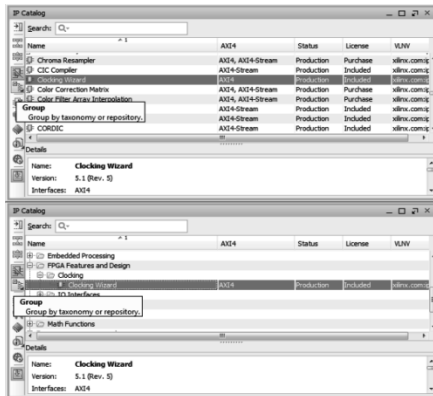 IP Catalog
Search: Q-
Name AXI4 Status License VLNV
Chroma Resampler AXI4, AXI4-Stream Production Purchase xilinx.com:ip
CIC Compiler AXI4-Stream Production Included xilinx.com:ip
Clocking Wizard AXI4 Production Included xilinx.com:ip
Color Correction Matrix AXI4, AXI4-Stream Production Purchase xilinx.com:ip
Color Filter Array Interpolation AXI4, AXI4-Stream Production Purchase xilinx.com:ip
Group AXI4-Stream Production Included xilinx.com:ip
Group by taxonomy or repository. AXI4-Stream Production Included xilinx.com:ip
CORDIC AXI4-Stream Production Included xilinx.com:ip
Details
Name: Clocking Wizard
Version: 5.1 (Rev. 5)
Interfaces: AXI4
IP Catalog
Search: Q-
Name AXI4 Status License VLNV
Embedded Processing
FPGA Features and Design
Clocking
Clocking Wizard AXI4 Production Included xilinx.com:ip
IO Interfaces
Group
Group by taxonomy or repository.
Math Functions
Details
Name: Clocking Wizard
Version: 5.1 (Rev. 5)
Interfaces: AXI4